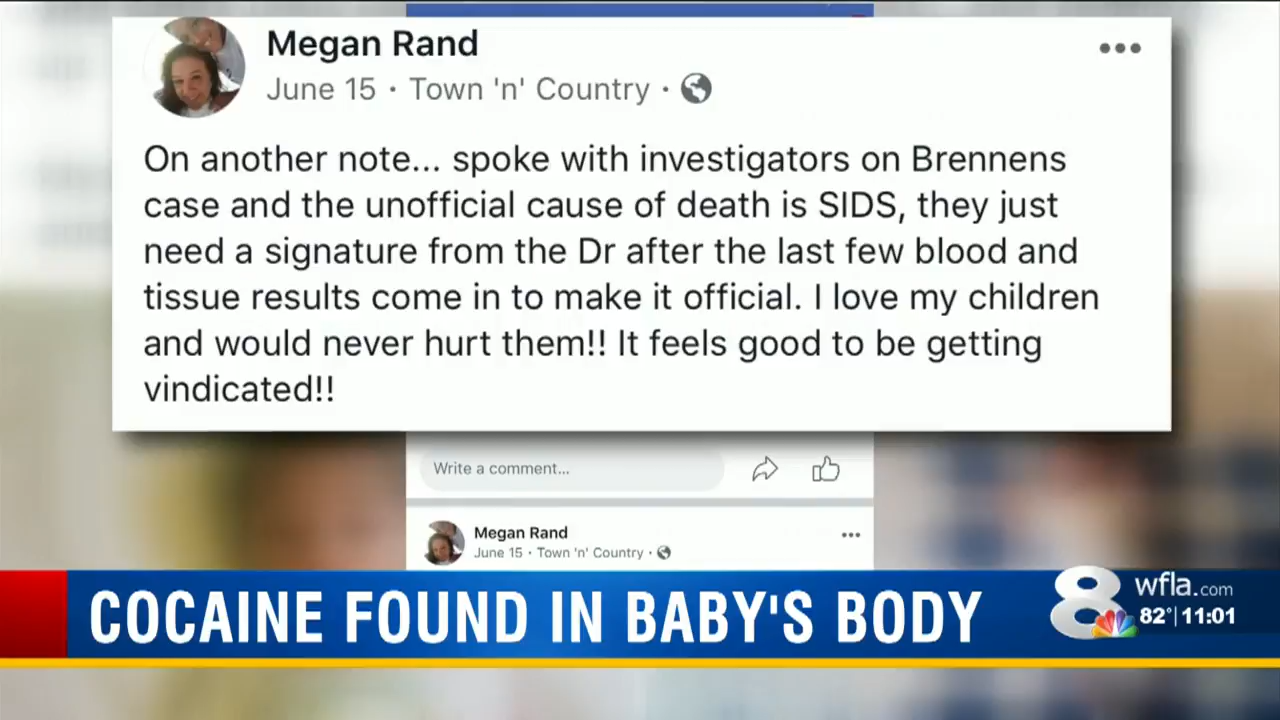 Megan Rand
June 15 · Town 'n' Country ·
On another note... spoke with investigators on Brennens
case and the unofficial cause of death is SIDS, they just
need a signature from the Dr after the last few blood and
tissue results come in to make it official. I love my children
and would never hurt them!! It feels good to be getting
vindicated!!
Write a comment...
Megan Rand
June 15 · Town 'n' Country ·
COCAINE FOUND IN BABY'S BODY
8 wfla.com
82° | 11:01